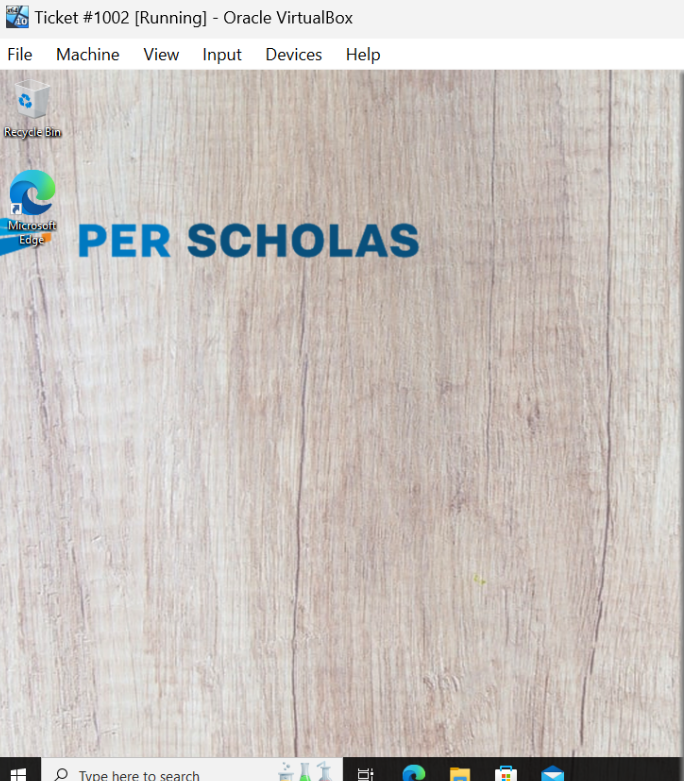 Ticket #1002 [Running] - Oracle VirtualBox
File Machine View Input Devices Help
Recycle Bin
Microsoft
Edge
PER SCHOLAS
Type here to search